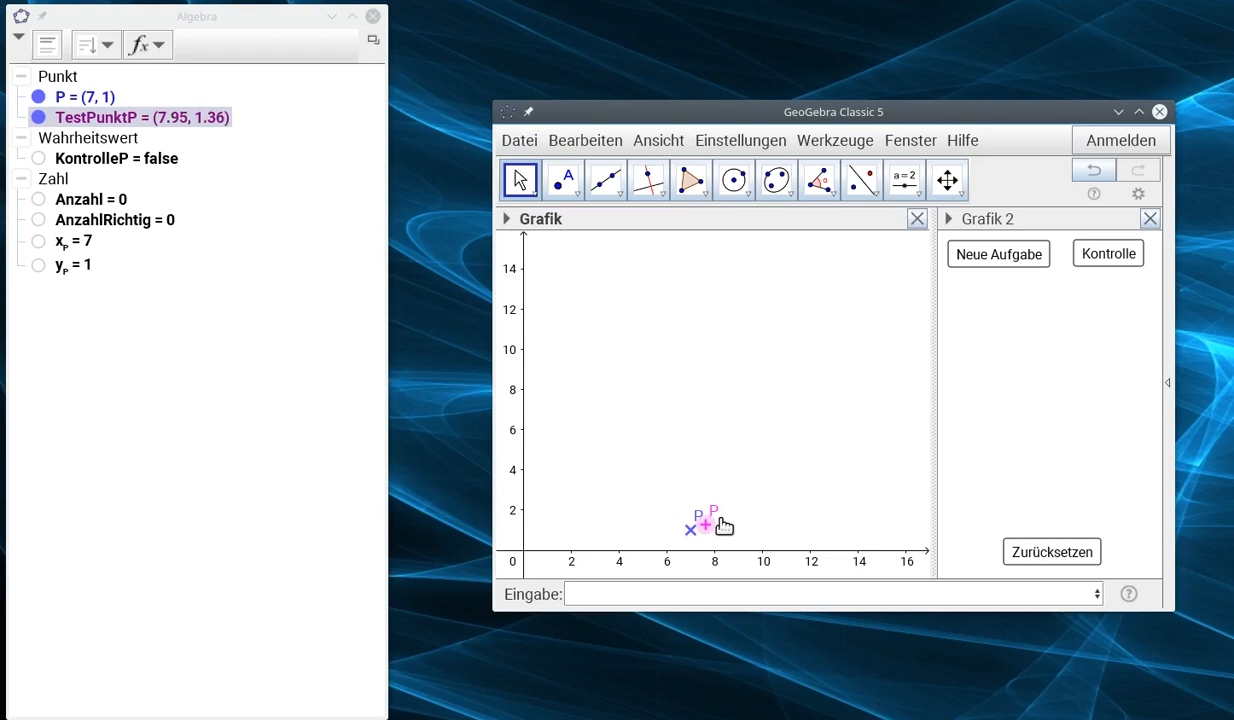 Algebra
fx
Punkt
P = (7, 1)
TestPunktP = (7.95, 1.36)
Wahrheitswert
KontrolleP = false
Zahl
Anzahl = 0
AnzahlRichtig = 0
xP = 7
yP = 1
GeoGebra Classic 5
Datei Bearbeiten Ansicht Einstellungen Werkzeuge Fenster Hilfe Anmelden
A
α
a=2
Grafik
Grafik 2
Neue Aufgabe Kontrolle
14
12
10
8
6
4
2
P P
0 2 4 6 8 10 12 14 16
Zurücksetzen
Eingabe: